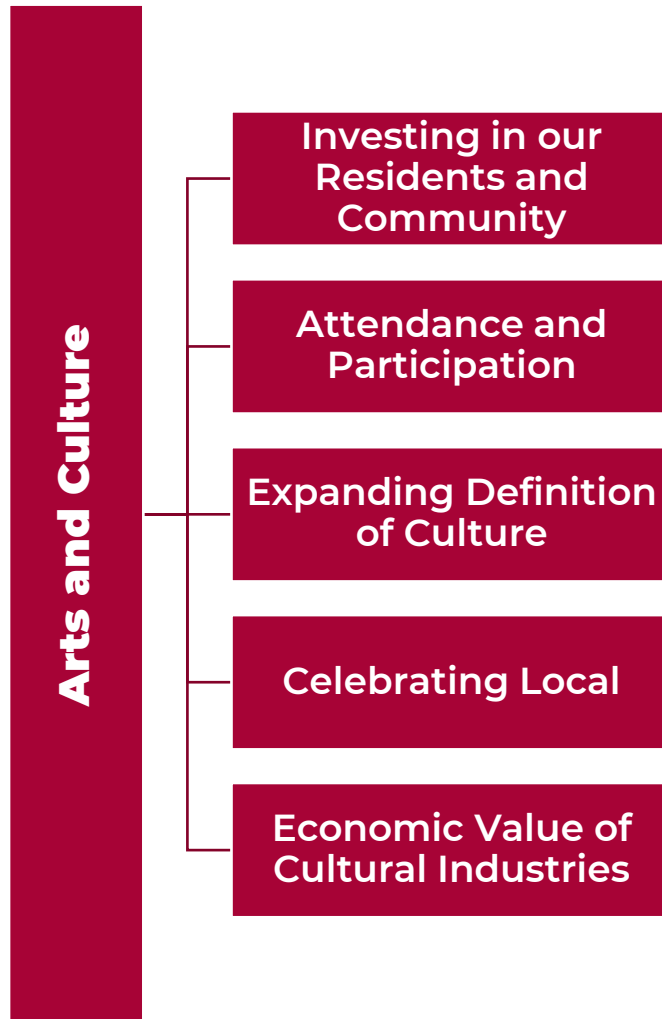 Arts and Culture
Investing in our
Residents and
Community
Attendance and
Participation
Expanding Definition
of Culture
Celebrating Local
Economic Value of
Cultural Industries